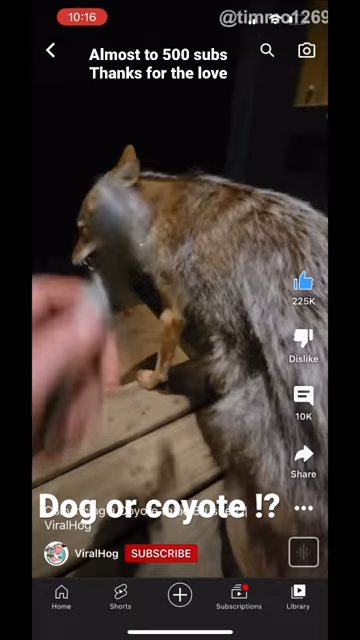 10:16
@timmo1269
Almost to 500 subs
Thanks for the love
225K
Dislike
10K
Share
Dog or coyote !?
ViralHog
ViralHog SUBSCRIBE
Home Shorts Subscriptions Library